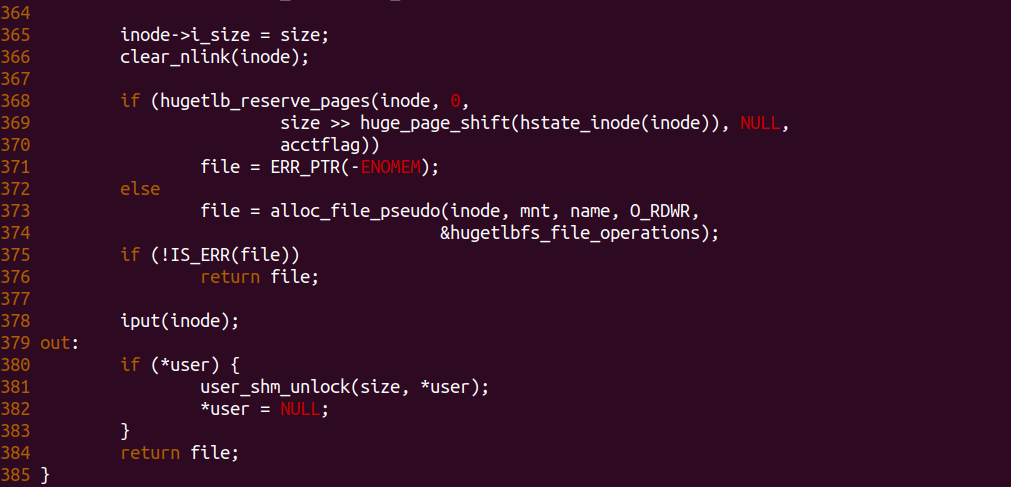 364
365         inode->i_size = size;
366         clear_nlink(inode);
367
368         if (hugetlb_reserve_pages(inode, 0,
369                         size >> huge_page_shift(hstate_inode(inode)), NULL,
370                         acctflag))
371                 file = ERR_PTR(-ENOMEM);
372         else
373                 file = alloc_file_pseudo(inode, mnt, name, O_RDWR,
374                                         &hugetlbfs_file_operations);
375         if (!IS_ERR(file))
376                 return file;
377
378         iput(inode);
379 out:
380         if (*user) {
381                 user_shm_unlock(size, *user);
382                 *user = NULL;
383         }
384         return file;
385 }